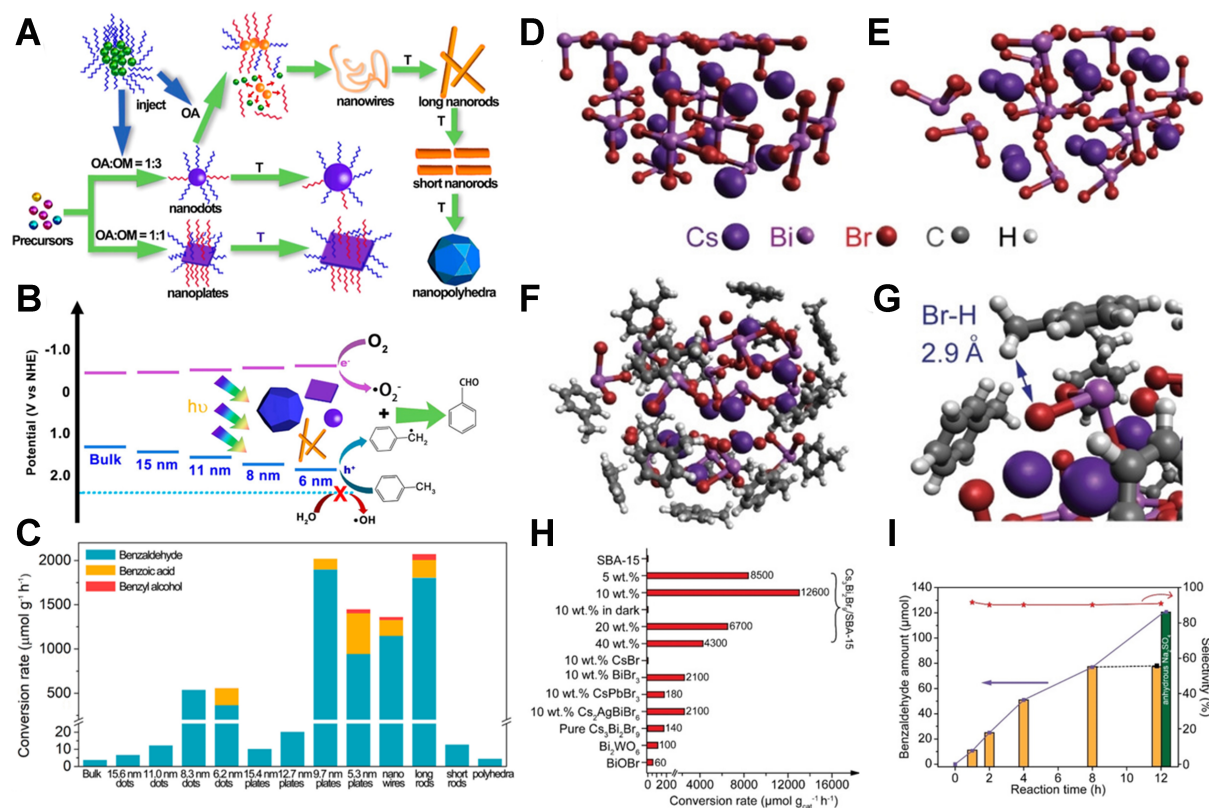 A
inject
OA
nanowires
T
long nanorods
T
OA:OM = 1:3
T
nanodots
short nanorods
Precursors
T
OA:OM = 1:1
T
nanoplates
nanopolyhedra
B
Potential (V vs NHE)
-1.0
0
1.0
2.0
hυ
e-
O₂
•O₂⁻
+
CHO
•
CH₂
Bulk
15 nm
11 nm
8 nm
6 nm
h⁺
CH₃
X
H₂O
•OH
C
Conversion rate (μmol g⁻¹ h⁻¹)
2000
1500
1000
500
20
10
0
Benzaldehyde
Benzoic acid
Benzyl alcohol
Bulk
15.6 nm dots
11.0 nm dots
8.3 nm dots
6.2 nm dots
15.4 nm plates
12.7 nm plates
9.7 nm plates
5.3 nm plates
nano wires
long rods
short rods
polyhedra
D
E
Cs Bi Br C H
F
G
Br-H
2.9 Å
H
SBA-15
5 wt.% 8500
10 wt.% 12600
10 wt.% in dark
20 wt.% 6700
40 wt.% 4300
Cs₃Bi₂Br₉/SBA-15
10 wt.% CsBr
10 wt.% BiBr₃ 2100
10 wt.% CsPbBr₃ 180
10 wt.% Cs₂AgBiBr₆ 2100
Pure Cs₃Bi₂Br₉ 140
Bi₂WO₆ 100
BiOBr 60
0 200 4000 8000 12000 16000
Conversion rate (μmol g_cat⁻¹ h⁻¹)
I
Benzaldehyde amount (μmol)
140
120
100
80
60
40
20
0
100
80
60
40
20
0
Selectivity (%)
anhydrous Na₂SO₄
0 2 4 6 8 10 12
Reaction time (h)